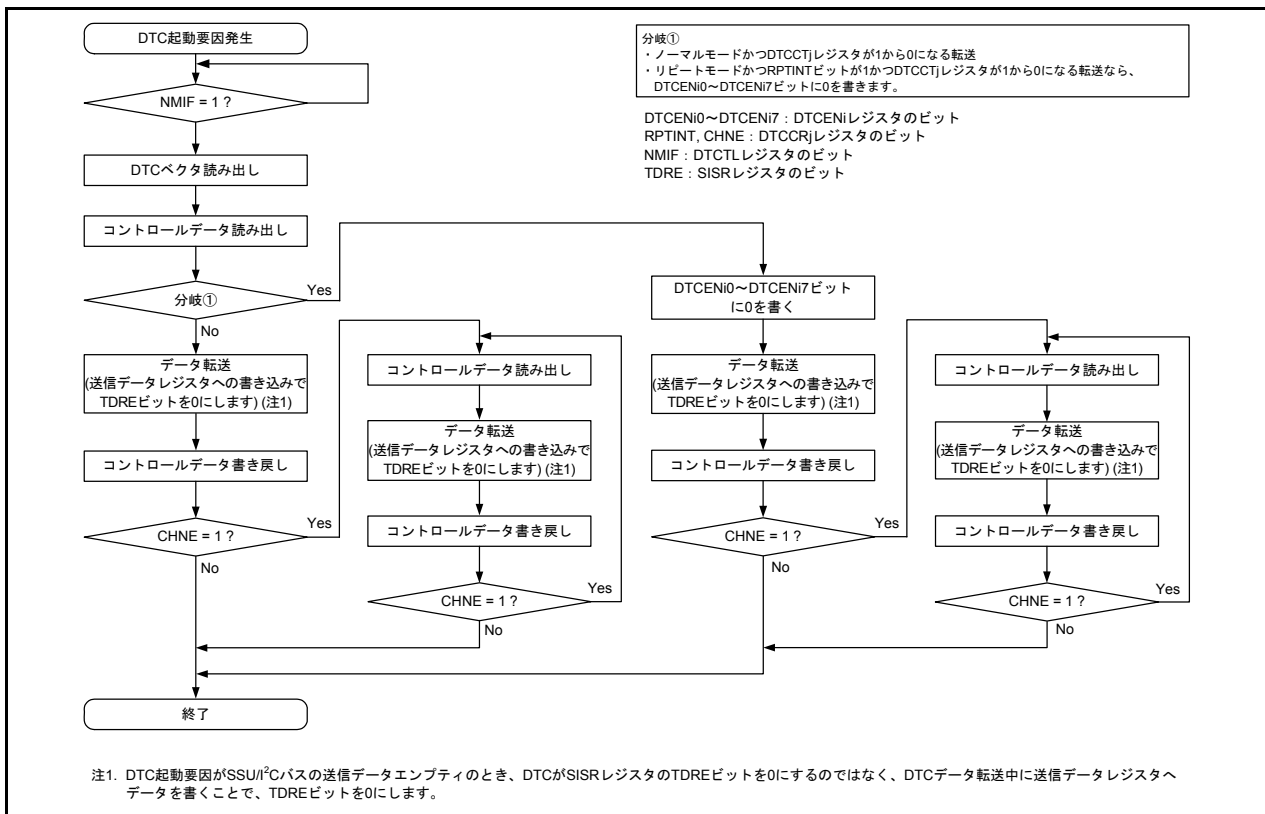 DTC起動要因発生
NMIF = 1 ?
DTCベクタ読み出し
コントロールデータ読み出し
分岐①
Yes
No
データ転送
(送信データレジスタへの書き込みで
TDREビットを0にします) (注1)
コントロールデータ書き戻し
CHNE = 1 ?
Yes
No
コントロールデータ読み出し
データ転送
(送信データレジスタへの書き込みで
TDREビットを0にします) (注1)
コントロールデータ書き戻し
CHNE = 1 ?
Yes
No
終了
分岐①
・ノーマルモードかつDTCCTjレジスタが1から0になる転送
・リピートモードかつRPTINTビットが1かつDTCCTjレジスタが1から0になる転送なら、
DTCENi0～DTCENi7ビットに0を書きます。
DTCENi0～DTCENi7：DTCENiレジスタのビット
RPTINT, CHNE：DTCCRjレジスタのビット
NMIF：DTCTLレジスタのビット
TDRE：SISRレジスタのビット
DTCENi0～DTCENi7ビット
に0を書く
データ転送
(送信データレジスタへの書き込みで
TDREビットを0にします) (注1)
コントロールデータ書き戻し
CHNE = 1 ?
Yes
No
コントロールデータ読み出し
データ転送
(送信データレジスタへの書き込みで
TDREビットを0にします) (注1)
コントロールデータ書き戻し
CHNE = 1 ?
Yes
No
注1. DTC起動要因がSSU/I²Cバスの送信データエンプティのとき、DTCがSISRレジスタのTDREビットを0にするのではなく、DTCデータ転送中に送信データレジスタへ
データを書くことで、TDREビットを0にします。